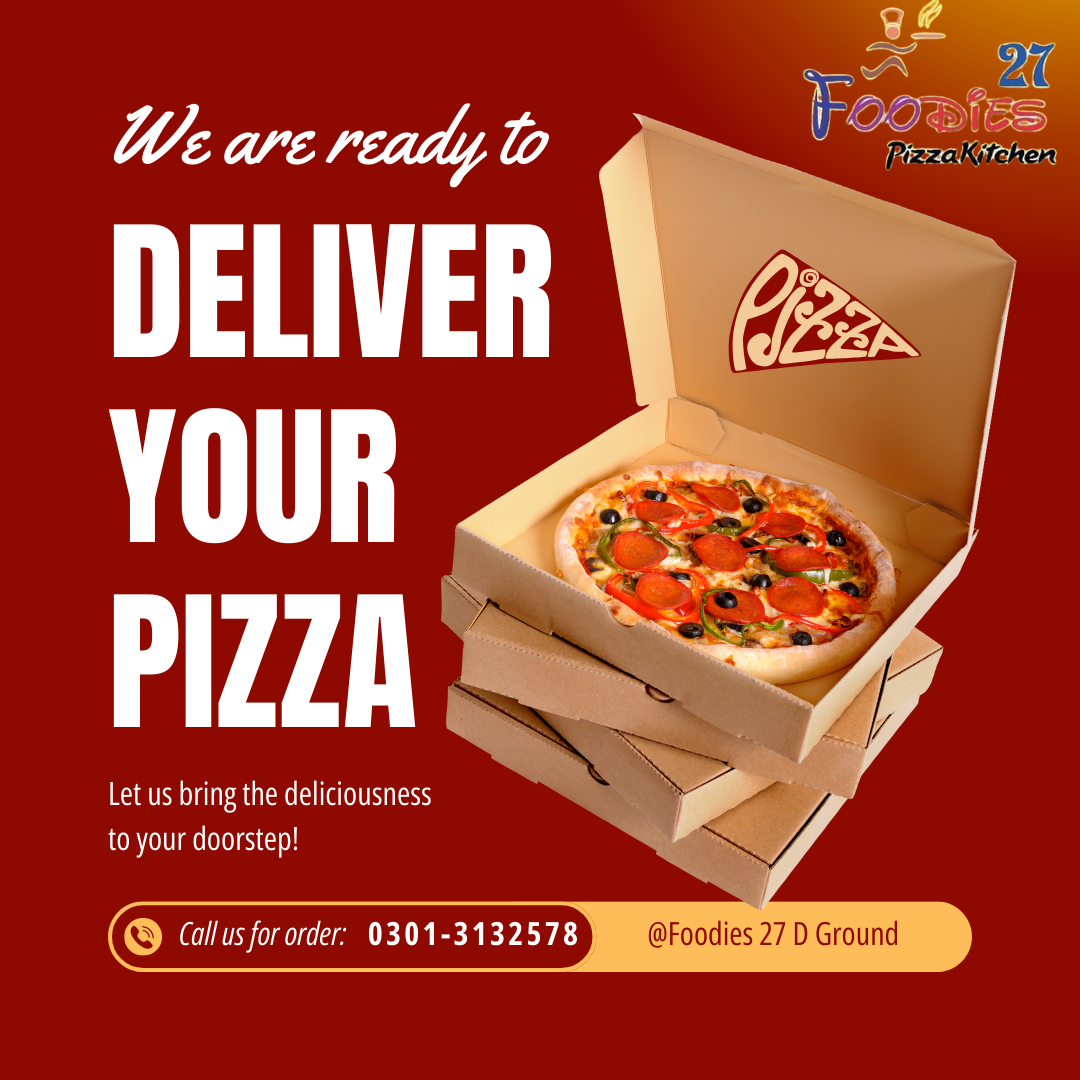 27
FOODIES
PizzaKitchen
We are ready to
DELIVER
YOUR
PIZZA
PIZZA
Let us bring the deliciousness
to your doorstep!
Call us for order: 0301-3132578
@Foodies 27 D Ground